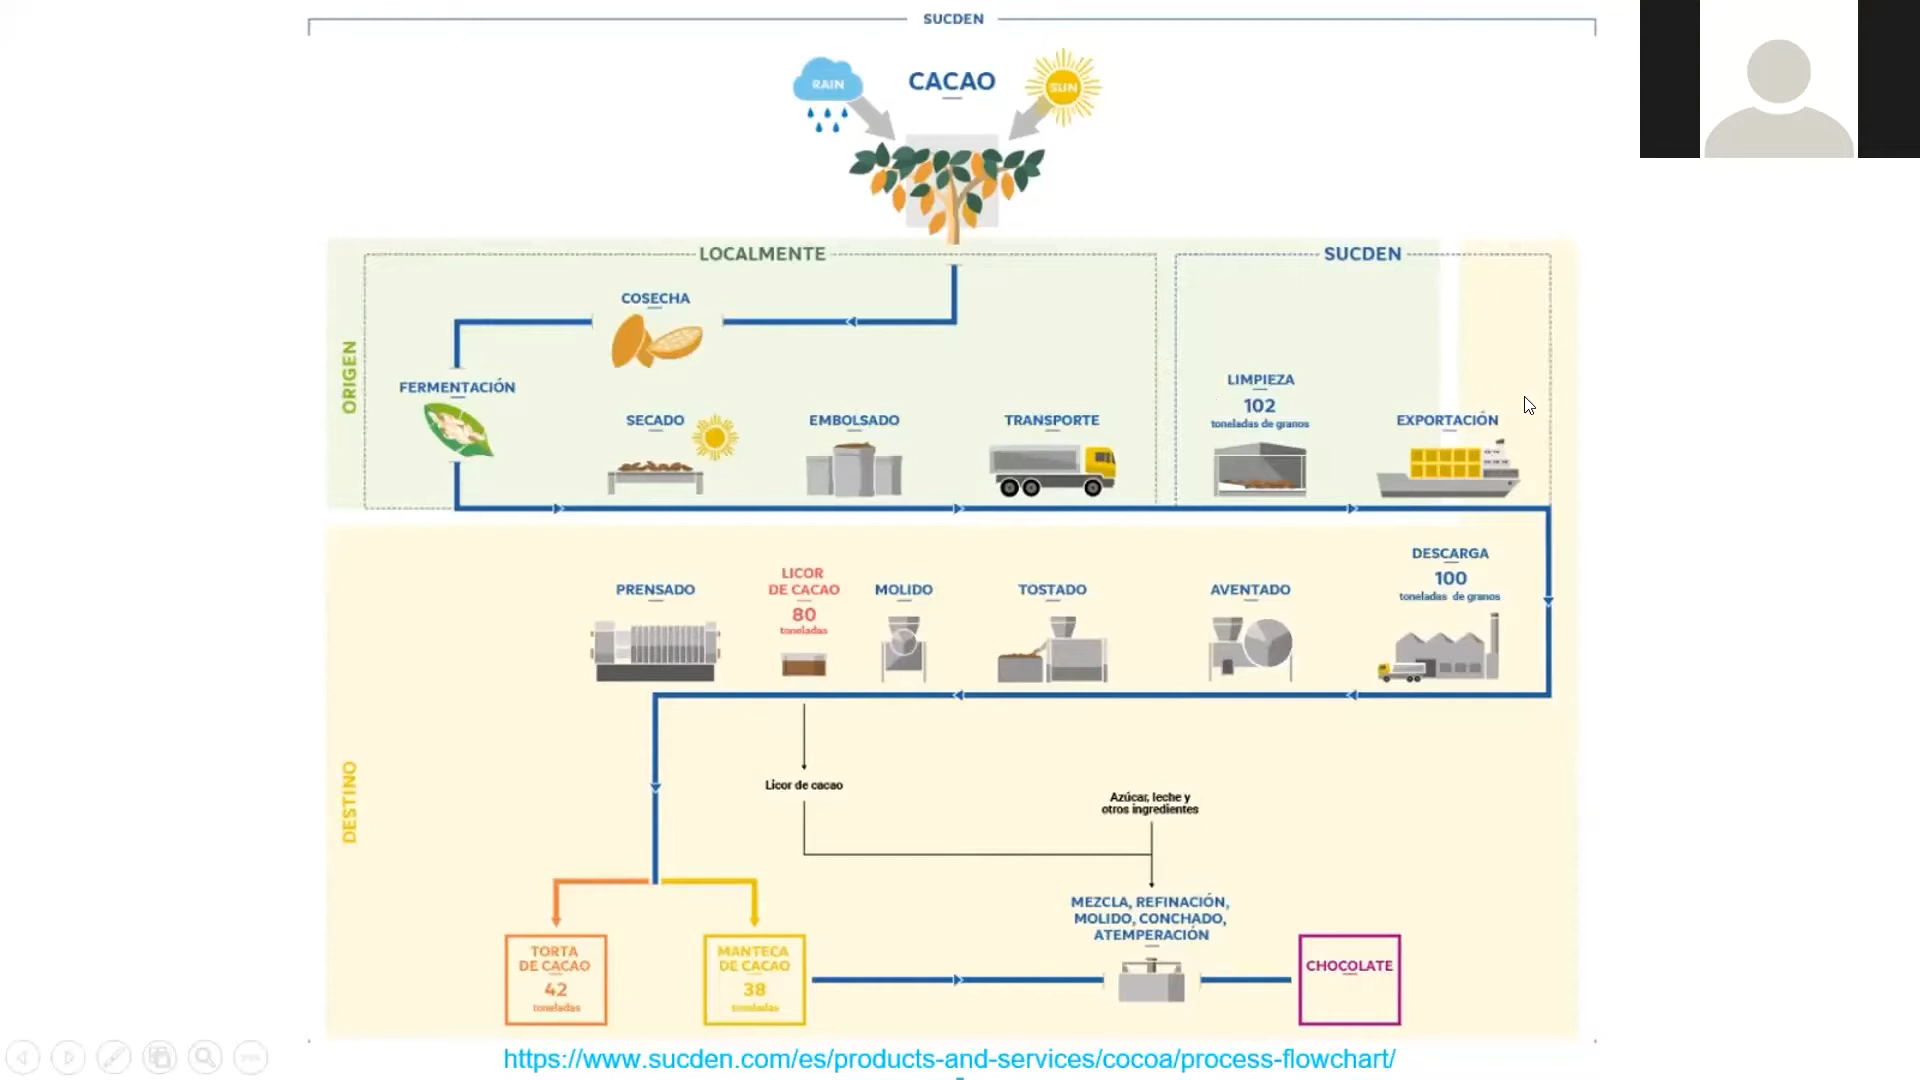 SUCDEN
RAIN
CACAO
SUN
LOCALMENTE
SUCDEN
ORIGEN
COSECHA
FERMENTACIÓN
SECADO
EMBOLSADO
TRANSPORTE
LIMPIEZA
102
toneladas de granos
EXPORTACIÓN
DESCARGA
100
toneladas de granos
AVENTADO
TOSTADO
MOLIDO
LICOR
DE CACAO
80
toneladas
PRENSADO
DESTINO
Licor de cacao
Azúcar, leche y
otros ingredientes
MEZCLA, REFINACIÓN,
MOLIDO, CONCHADO,
ATEMPERACIÓN
TORTA
DE CACAO
42
toneladas
MANTECA
DE CACAO
38
toneladas
CHOCOLATE
https://www.sucden.com/es/products-and-services/cocoa/process-flowchart/